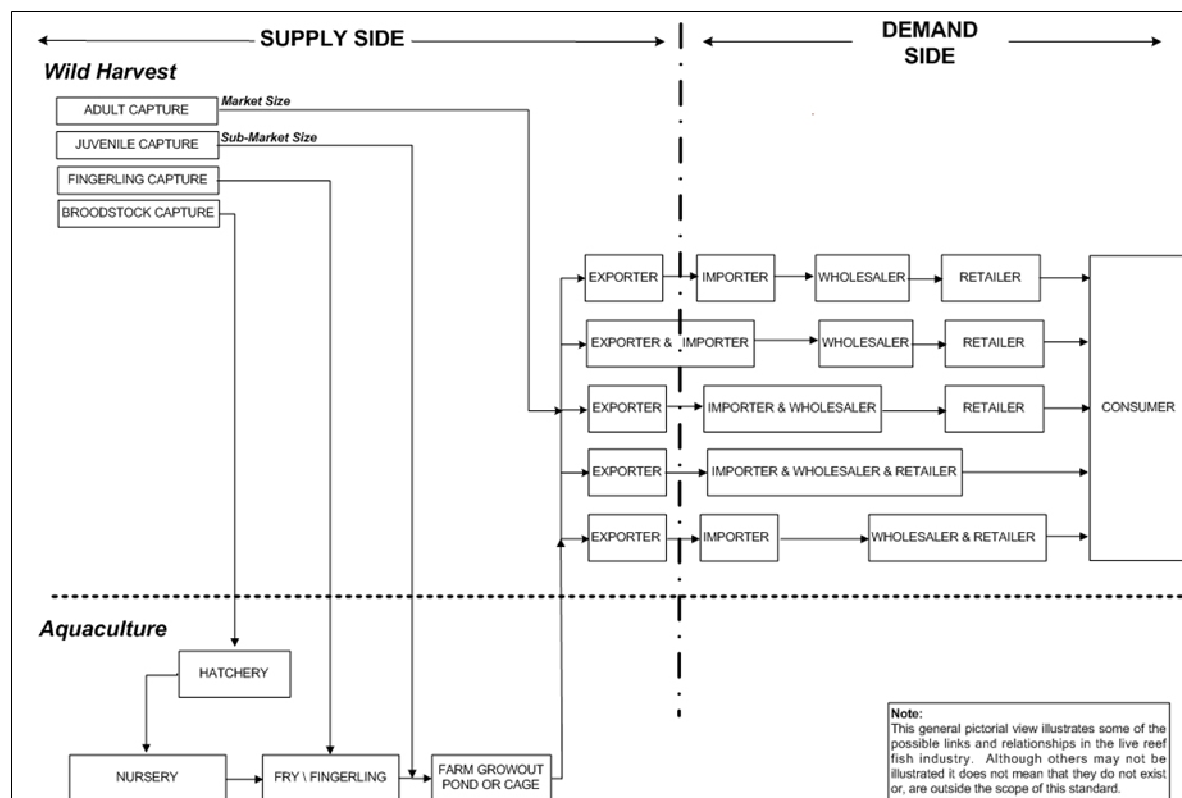 SUPPLY SIDE
DEMAND
SIDE
Wild Harvest
ADULT CAPTURE
Market Size
JUVENILE CAPTURE
Sub-Market Size
FINGERLING CAPTURE
BROODSTOCK CAPTURE
EXPORTER
IMPORTER
WHOLESALER
RETAILER
EXPORTER & IMPORTER
WHOLESALER
RETAILER
EXPORTER
IMPORTER & WHOLESALER
RETAILER
CONSUMER
EXPORTER
IMPORTER & WHOLESALER & RETAILER
EXPORTER
IMPORTER
WHOLESALER & RETAILER
Aquaculture
HATCHERY
NURSERY
FRY \ FINGERLING
FARM GROWOUT
POND OR CAGE
Note:
This general pictorial view illustrates some of the
possible links and relationships in the live reef
fish industry. Although others may not be
illustrated it does not mean that they do not exist
or, are outside the scope of this standard.